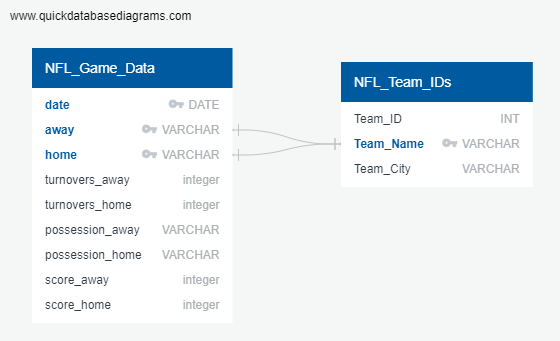 www.quickdatabasediagrams.com
NFL_Game_Data
date DATE
away VARCHAR
home VARCHAR
turnovers_away integer
turnovers_home integer
possession_away VARCHAR
possession_home VARCHAR
score_away integer
score_home integer
NFL_Team_IDs
Team_ID INT
Team_Name VARCHAR
Team_City VARCHAR